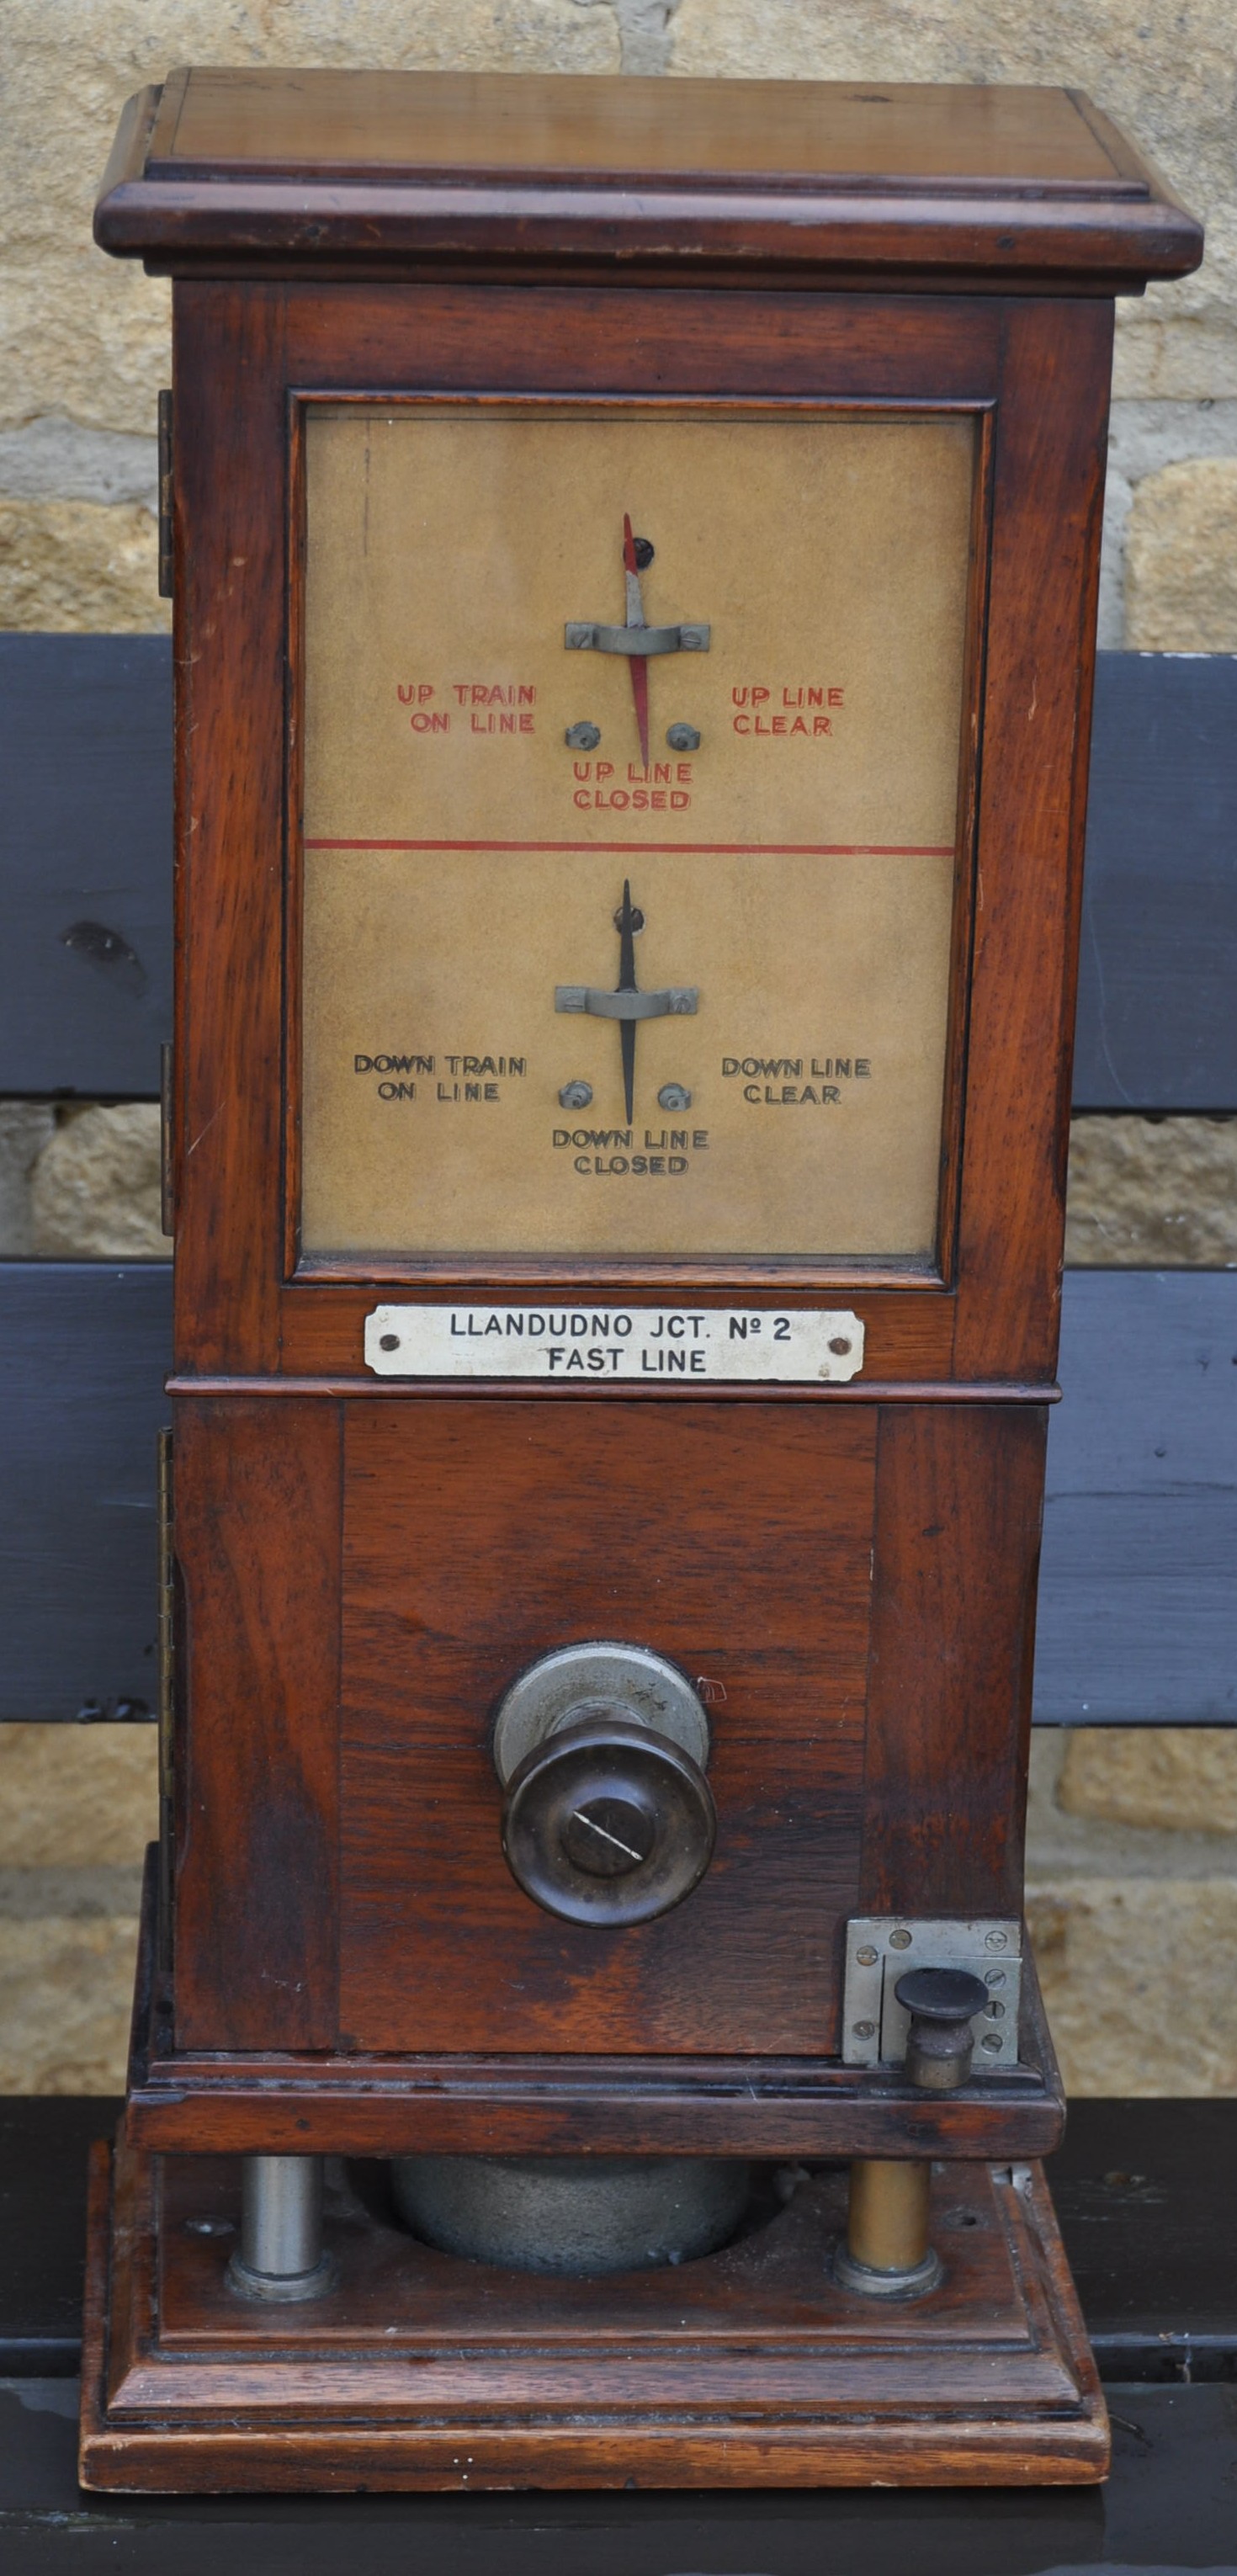 UP TRAIN
ON LINE
UP LINE
CLEAR
UP LINE
CLOSED
DOWN TRAIN
ON LINE
DOWN LINE
CLEAR
DOWN LINE
CLOSED
LLANDUDNO JCT. Nº 2
FAST LINE